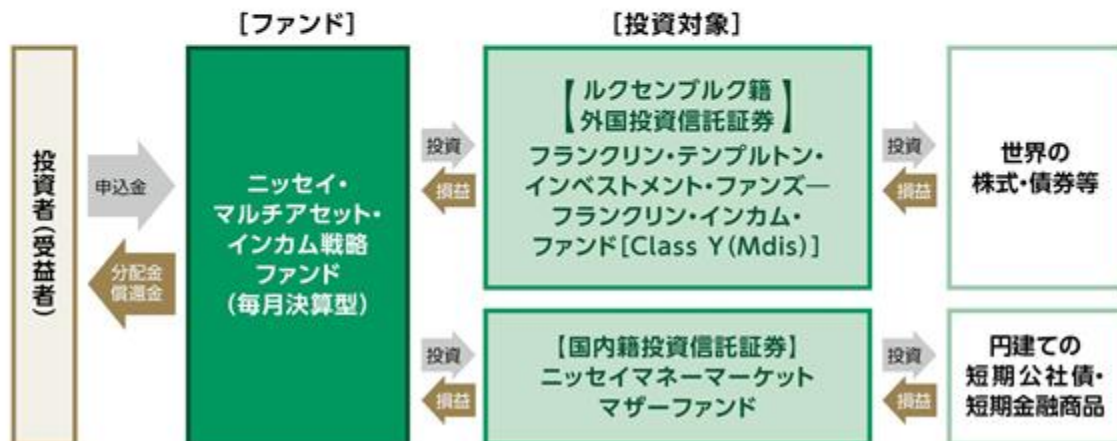 [ファンド]
[投資対象]
投資者(受益者)
申込金
分配金
償還金
ニッセイ・
マルチアセット・
インカム戦略
ファンド
(毎月決算型)
投資
損益
【ルクセンブルク籍
外国投資信託証券】
フランクリン・テンプルトン・
インベストメント・ファンズ―
フランクリン・インカム・
ファンド[Class Y(Mdis)]
投資
損益
世界の
株式・債券等
投資
損益
【国内籍投資信託証券】
ニッセイマネーマーケット
マザーファンド
投資
損益
円建ての
短期公社債・
短期金融商品